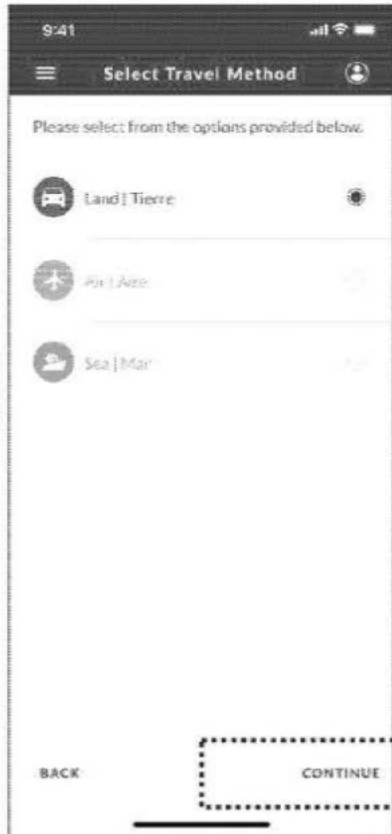 9:41
Select Travel Method
Please select from the options provided below.
Land | Tierre
Air | Aire
Sea | Mar
BACK
CONTINUE